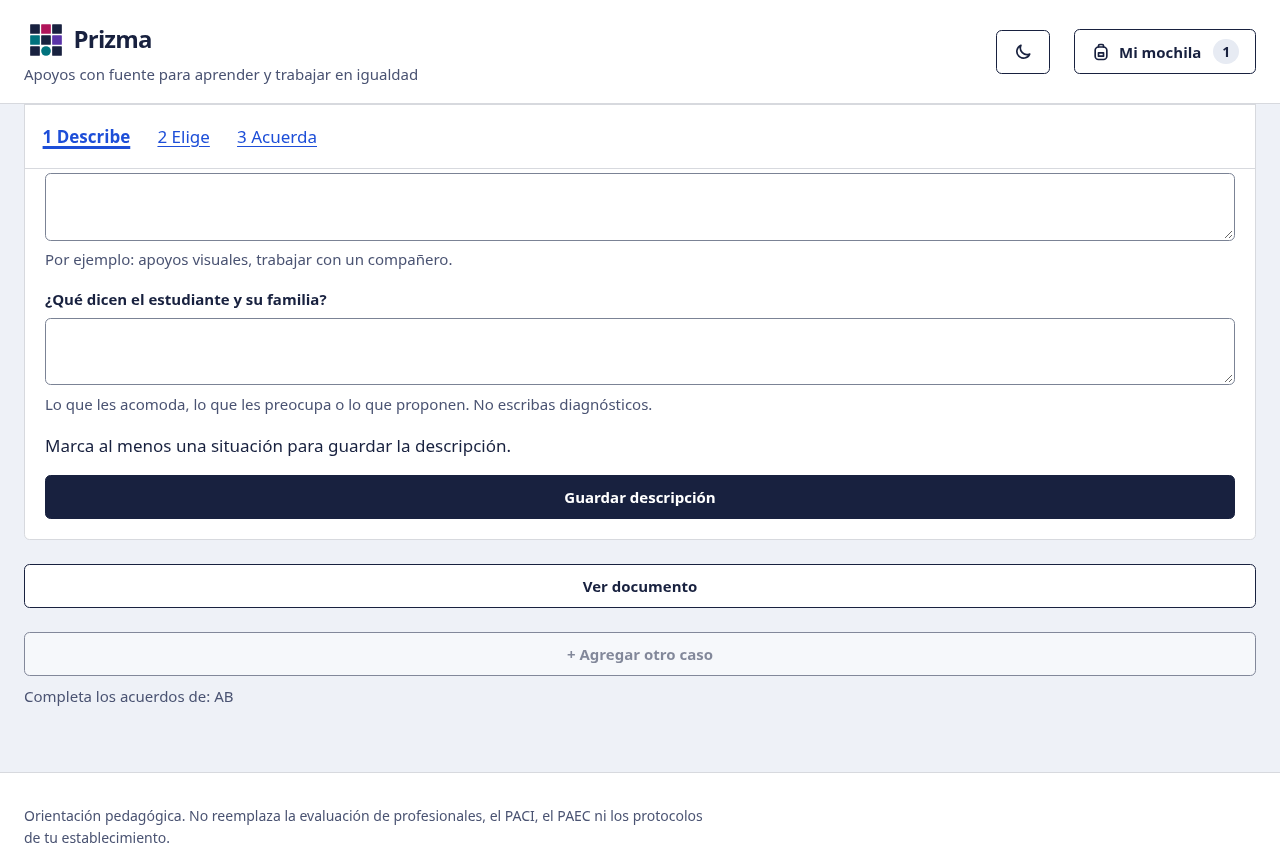 Prizma
Apoyos con fuente para aprender y trabajar en igualdad
Mi mochila 1
1 Describe 2 Elige 3 Acuerda
Por ejemplo: apoyos visuales, trabajar con un compañero.
¿Qué dicen el estudiante y su familia?
Lo que les acomoda, lo que les preocupa o lo que proponen. No escribas diagnósticos.
Marca al menos una situación para guardar la descripción.
Guardar descripción
Ver documento
+ Agregar otro caso
Completa los acuerdos de: AB
Orientación pedagógica. No reemplaza la evaluación de profesionales, el PACI, el PAEC ni los protocolos
de tu establecimiento.